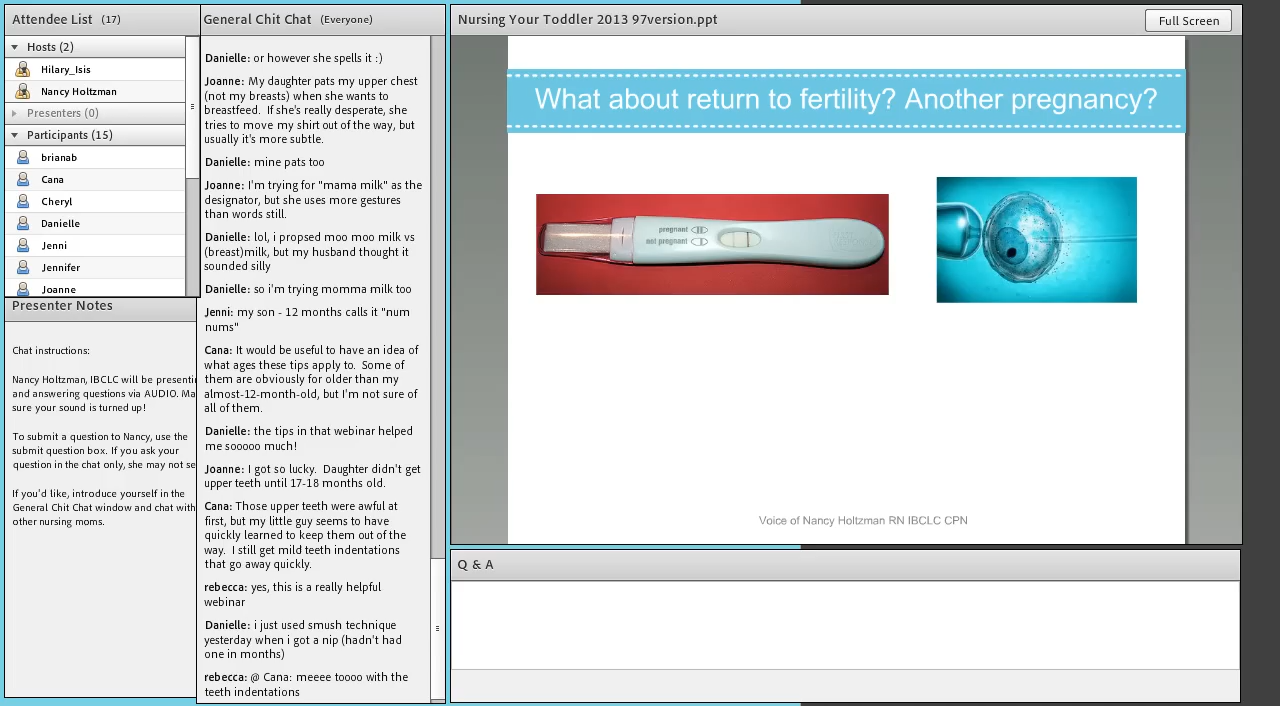 Attendee List (17)
Hosts (2)
Hilary_Isis
Nancy Holtzman
Presenters (0)
Participants (15)
brianab
Cana
Cheryl
Danielle
Jenni
Jennifer
Joanne
Presenter Notes
Chat instructions:
Nancy Holtzman, IBCLC will be
and answering questions via AUDIO.
sure your sound is turned up!
To submit a question to Nancy, use the
submit question box. If you ask your
question in the chat only, she may not
If you'd like, introduce yourself in the
General Chit Chat window and chat with
other nursing moms.
General Chit Chat (Everyone)
Danielle: or however she spells it :)
Joanne: My daughter pats my upper chest
(not my breasts) when she wants to
breastfeed. If she's really desperate, she
tries to move my shirt out of the way, but
usually it's more subtle.
Danielle: mine pats too
Joanne: I'm trying for "mama milk" as the
designator, but she uses more gestures
than words still.
Danielle: lol, i propsed moo moo milk vs
(breast)milk, but my husband thought it
sounded silly
Danielle: so i'm trying momma milk too
Jenni: my son - 12 months calls it "num
nums"
Cana: It would be useful to have an idea of
what ages these tips apply to. Some of
them are obviously for older than my
almost-12-month-old, but I'm not sure of
all of them.
Danielle: the tips in that webinar helped
me sooooo much!
Joanne: I got so lucky. Daughter didn't get
upper teeth until 17-18 months old.
Cana: Those upper teeth were awful at
first, but my little guy seems to have
quickly learned to keep them out of the
way. I still get mild teeth indentations
that go away quickly.
rebecca: yes, this is a really helpful
webinar
Danielle: i just used smush technique
yesterday when i got a nip (hadn't had
one in months)
rebecca: @ Cana: meeee toooo with the
teeth indentations
Nursing Your Toddler 2013 97version.ppt
Full Screen
What about return to fertility? Another pregnancy?
pregnant
not pregnant
Voice of Nancy Holtzman RN IBCLC CPN
Q & A